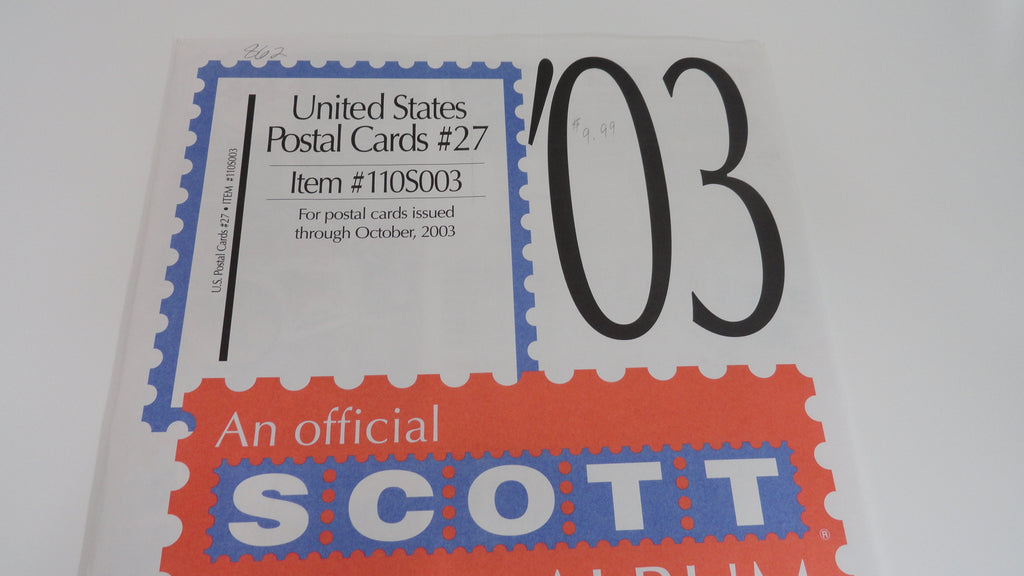 862
United States
Postal Cards #27
Item #110S003
For postal cards issued
through October, 2003
U.S. Postal Cards #27 • ITEM #110S003
'03
$9.99
An official
SCOTT
®
ALBUM